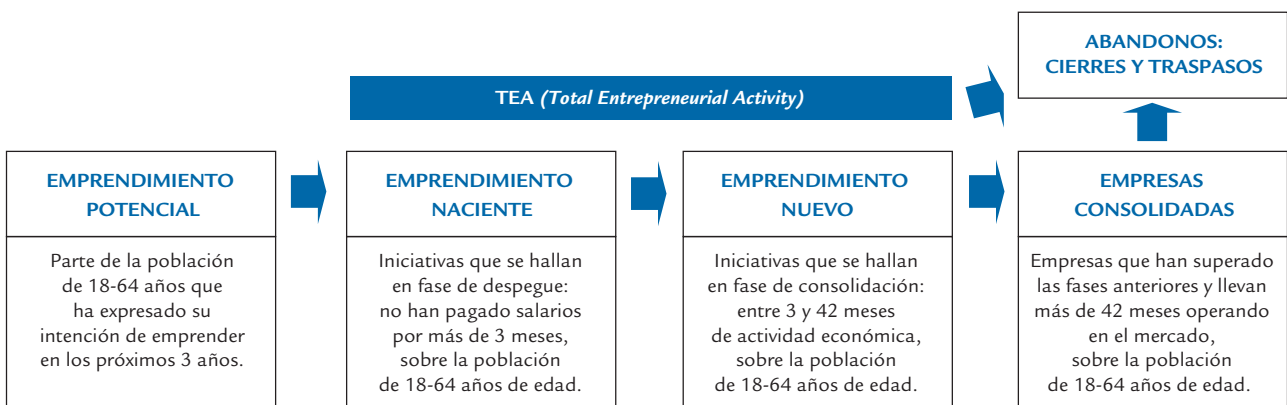 ABANDONOS:
CIERRES Y TRASPASOS
TEA (Total Entrepreneurial Activity)
EMPRENDIMIENTO
POTENCIAL
Parte de la población
de 18-64 años que
ha expresado su
intención de emprender
en los próximos 3 años.
EMPRENDIMIENTO
NACIENTE
Iniciativas que se hallan
en fase de despegue:
no han pagado salarios
por más de 3 meses,
sobre la población
de 18-64 años de edad.
EMPRENDIMIENTO
NUEVO
Iniciativas que se hallan
en fase de consolidación:
entre 3 y 42 meses
de actividad económica,
sobre la población
de 18-64 años de edad.
EMPRESAS
CONSOLIDADAS
Empresas que han superado
las fases anteriores y llevan
más de 42 meses operando
en el mercado,
sobre la población
de 18-64 años de edad.